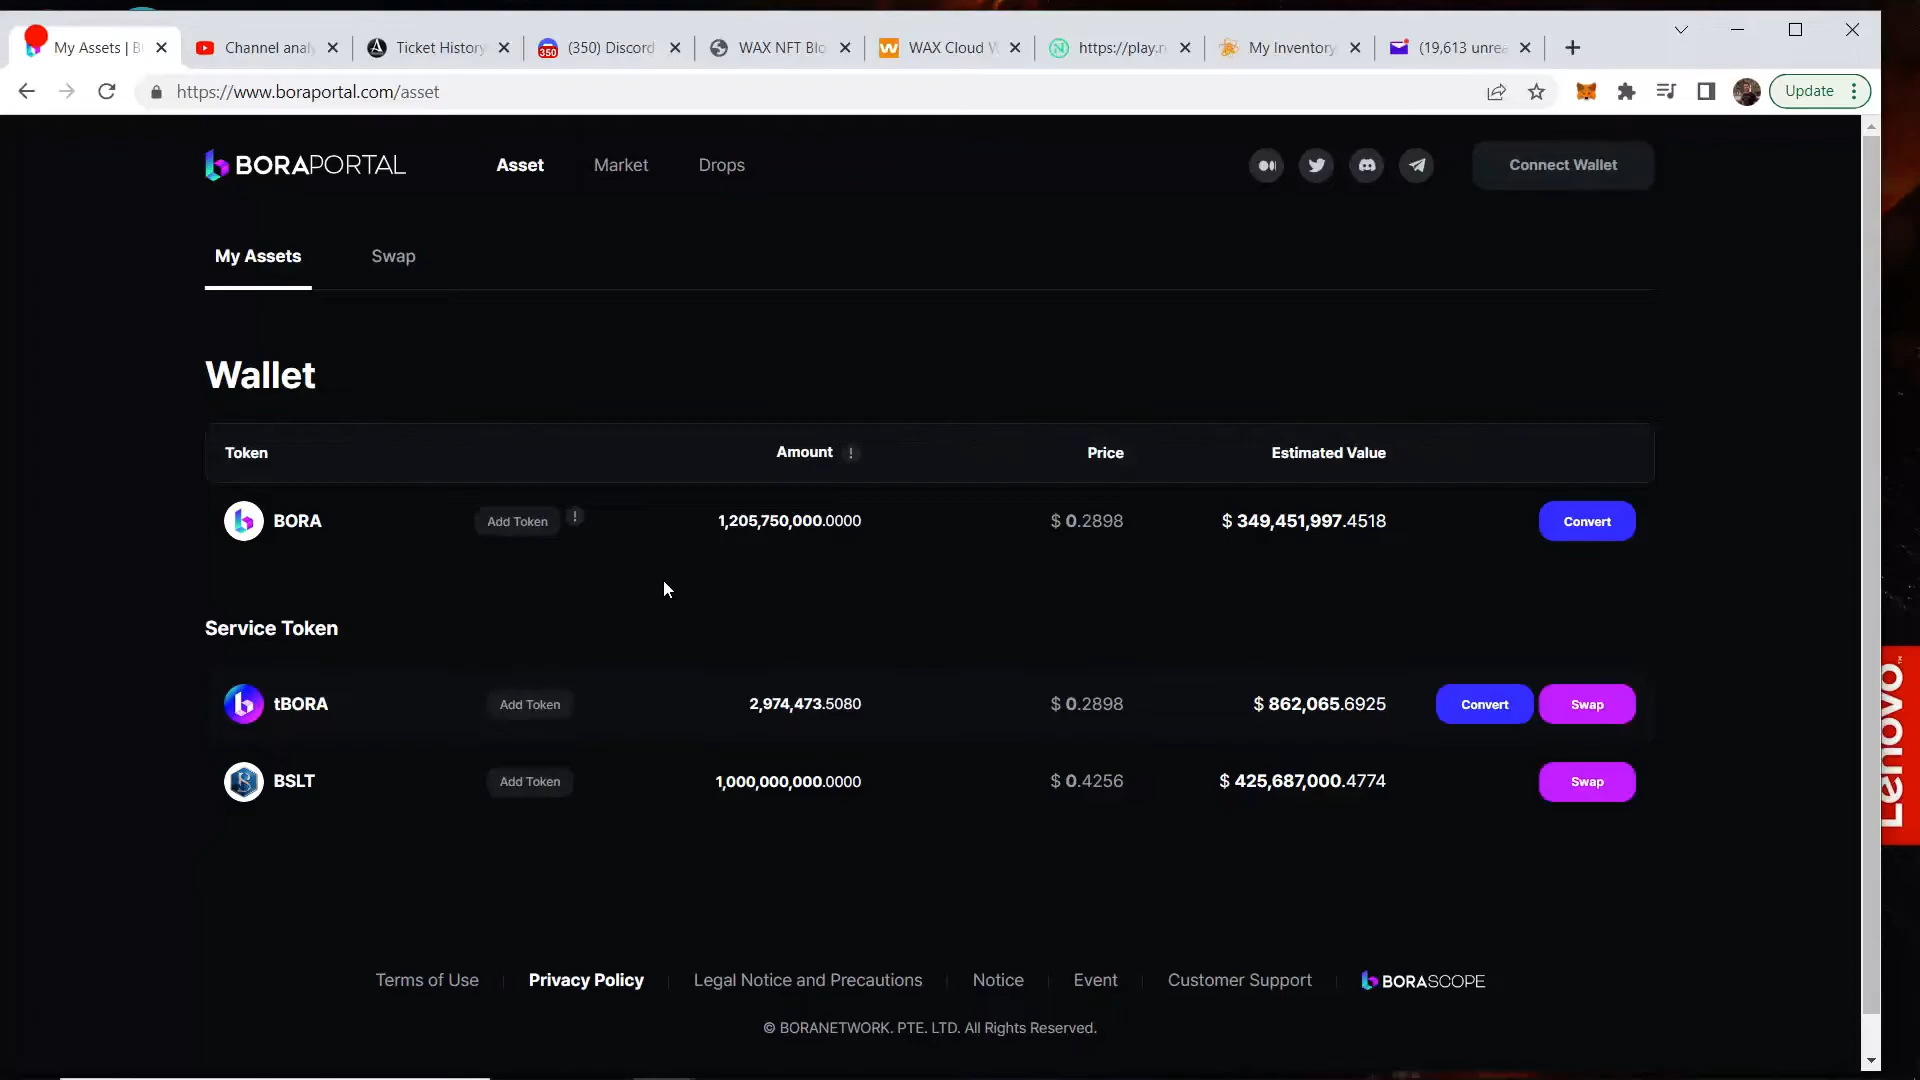 My Assets | B
Channel anal
Ticket History
350
(350) Discord
WAX NFT Blo
WAX Cloud W
https://play.n
My Inventory
(19,613 unrea
https://www.boraportal.com/asset
Update
BORAPORTAL
Asset
Market
Drops
Connect Wallet
My Assets
Swap
Wallet
Token
Amount !
Price
Estimated Value
BORA
Add Token !
1,205,750,000.0000
$ 0.2898
$ 349,451,997.4518
Convert
Service Token
tBORA
Add Token
2,974,473.5080
$ 0.2898
$ 862,065.6925
Convert
Swap
BSLT
Add Token
1,000,000,000.0000
$ 0.4256
$ 425,687,000.4774
Swap
Lenovo™
Terms of Use
Privacy Policy
Legal Notice and Precautions
Notice
Event
Customer Support
BORASCOPE
© BORANETWORK. PTE. LTD. All Rights Reserved.